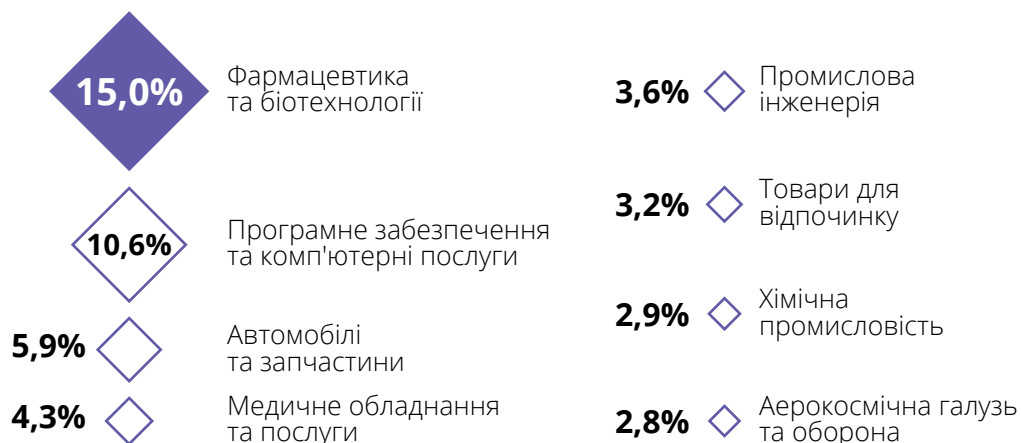 15,0%
Фармацевтика
та біотехнології
10,6%
Програмне забезпечення
та комп'ютерні послуги
5,9%
Автомобілі
та запчастини
4,3%
Медичне обладнання
та послуги
3,6%
Промислова
інженерія
3,2%
Товари для
відпочинку
2,9%
Хімічна
промисловість
2,8%
Аерокосмічна галузь
та оборона